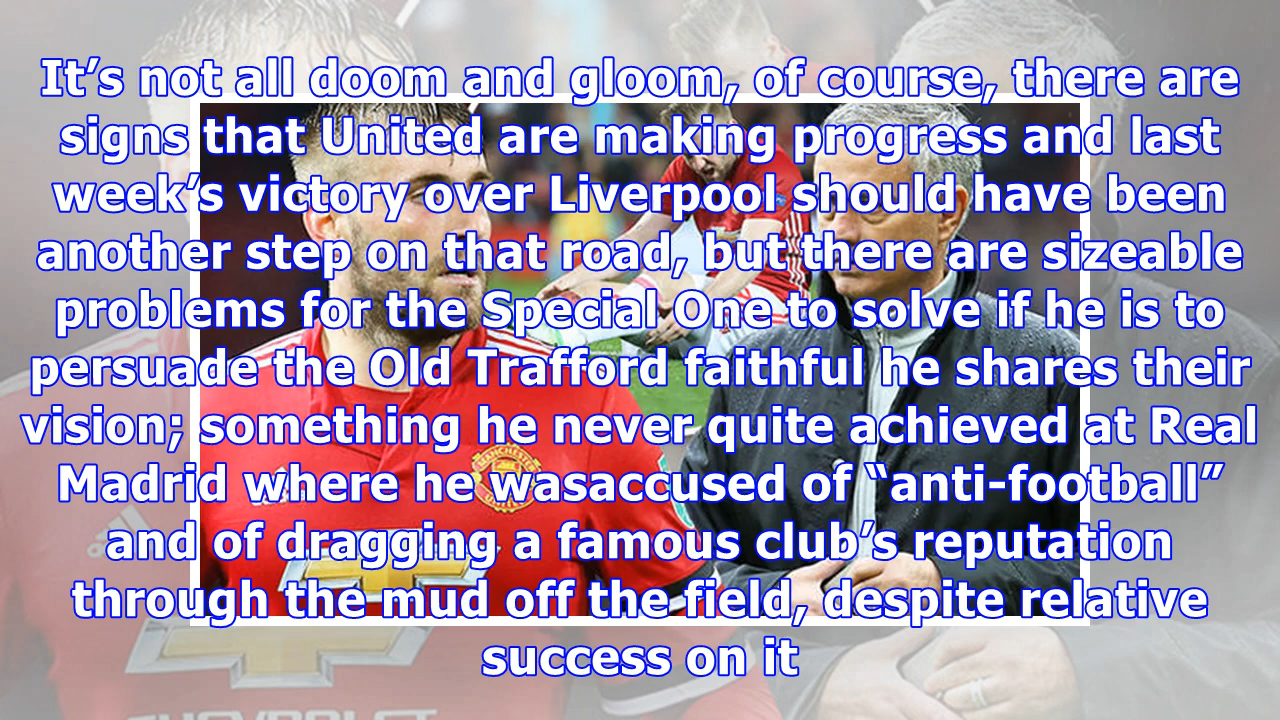 It’s not all doom and gloom, of course, there are
signs that United are making progress and last
week’s victory over Liverpool should have been
another step on that road, but there are sizeable
problems for the Special One to solve if he is to
persuade the Old Trafford faithful he shares their
vision; something he never quite achieved at Real
Madrid where he wasaccused of “anti-football”
and of dragging a famous club’s reputation
through the mud off the field, despite relative
success on it
MANCHESTER
UNITED
CHEVROLET